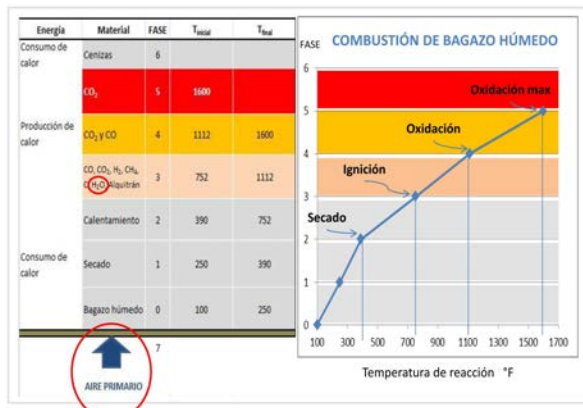 Energía Material FASE Tinicial Tfinal
Consumo de calor Cenizas 6
CO₂ 5 1600
Producción de calor CO₂ y CO 4 1112 1600
CO, CO₂, H₂, CH₄, 
H₂O, Alquitrán 3 752 1112
Calentamiento 2 390 752
Consumo de calor Secado 1 250 390
Bagazo húmedo 0 100 250
7
AIRE PRIMARIO
COMBUSTIÓN DE BAGAZO HÚMEDO
FASE
6
5
4
3
2
1
0
Oxidación max
Oxidación
Ignición
Secado
100 300 500 700 900 1100 1300 1500 1700
Temperatura de reacción °F